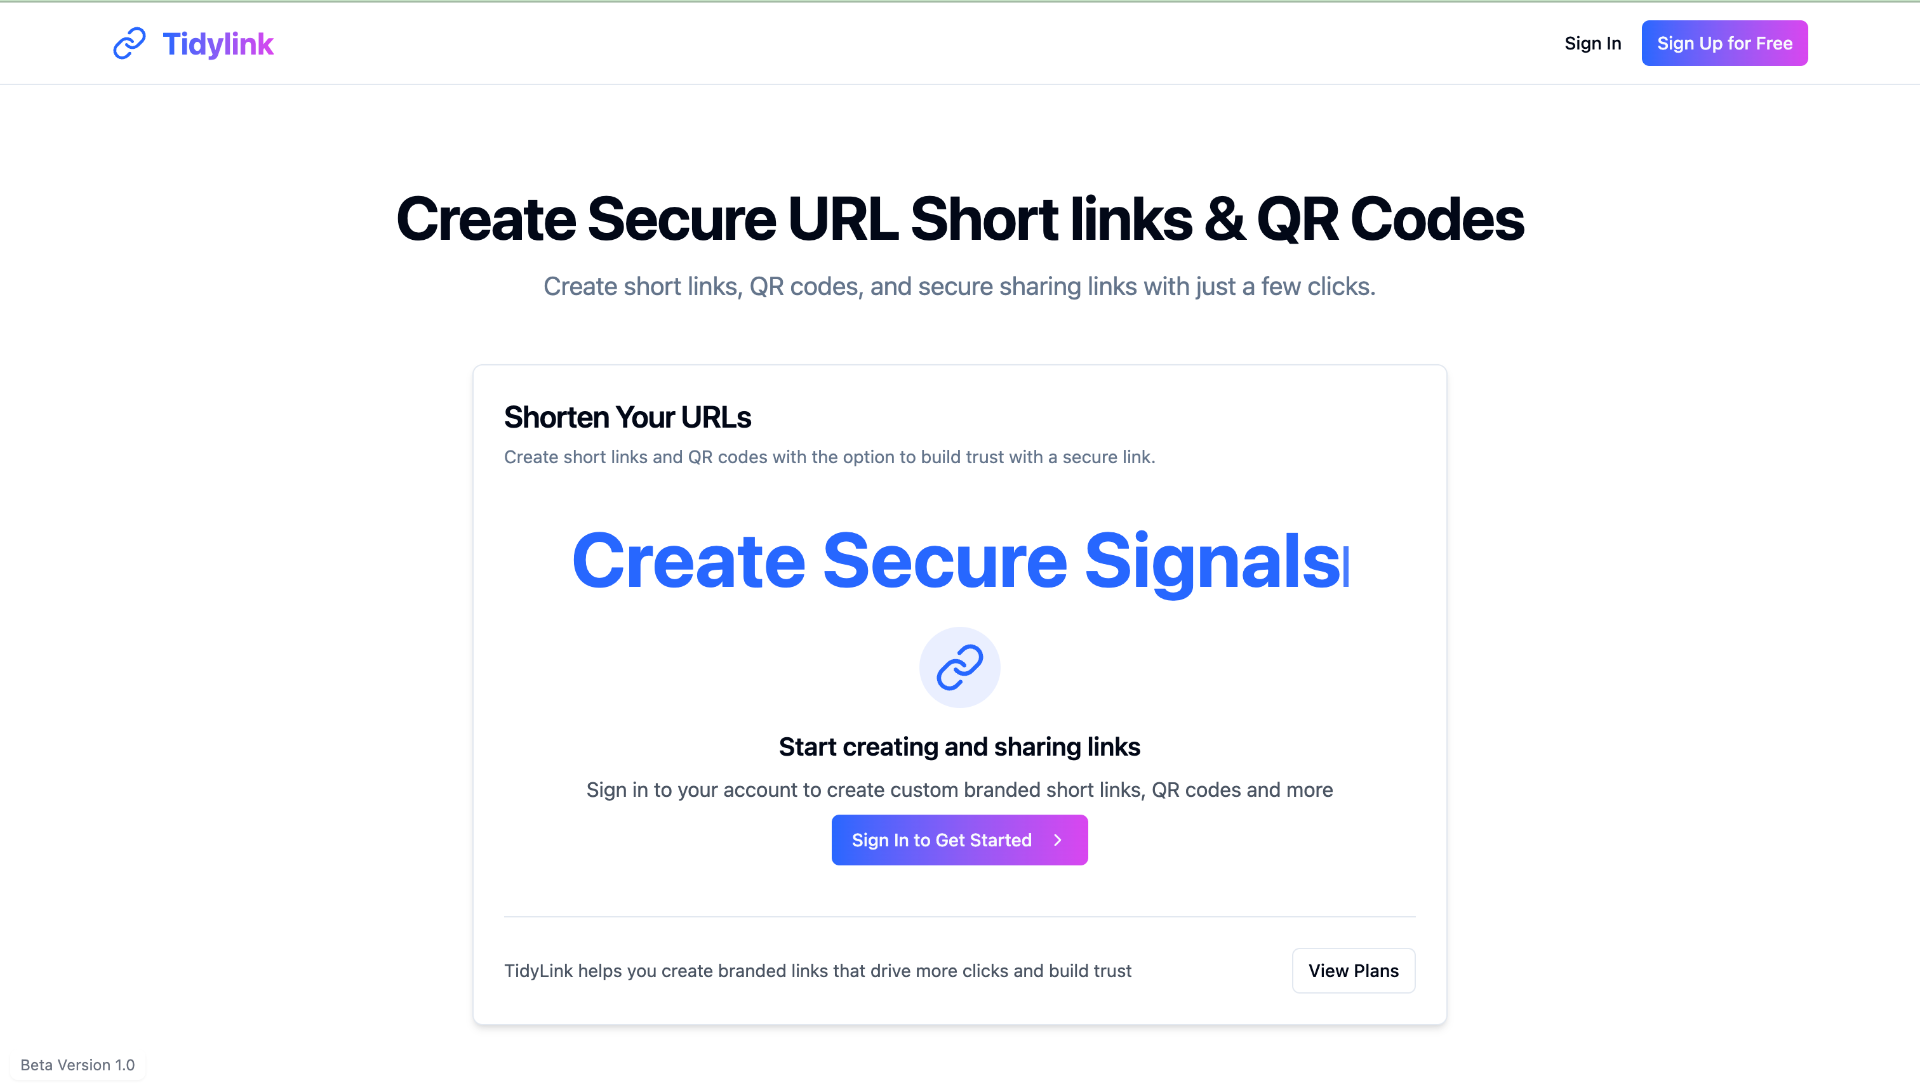 Tidylink
Sign In
Sign Up for Free
Create Secure URL Short links & QR Codes
Create short links, QR codes, and secure sharing links with just a few clicks.
Shorten Your URLs
Create short links and QR codes with the option to build trust with a secure link.
Create Secure Signals
Start creating and sharing links
Sign in to your account to create custom branded short links, QR codes and more
Sign In to Get Started
TidyLink helps you create branded links that drive more clicks and build trust
View Plans
Beta Version 1.0